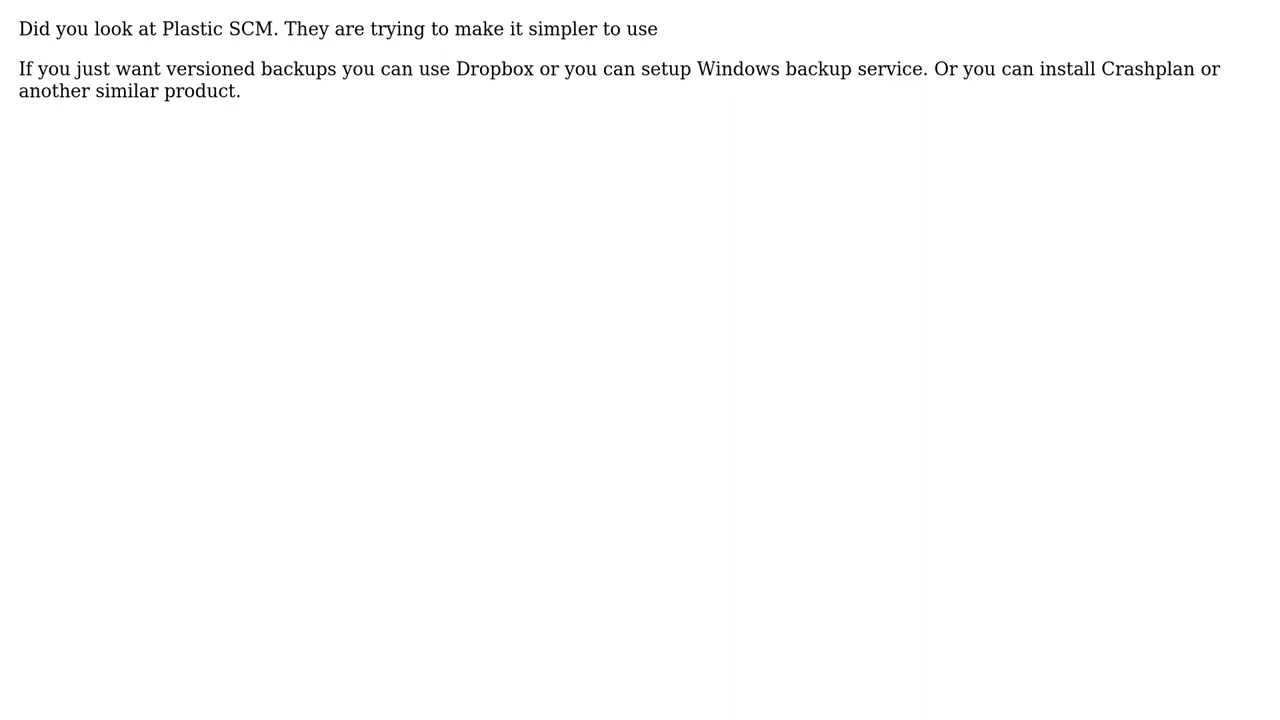 Did you look at Plastic SCM. They are trying to make it simpler to use
If you just want versioned backups you can use Dropbox or you can setup Windows backup service. Or you can install Crashplan or
another similar product.